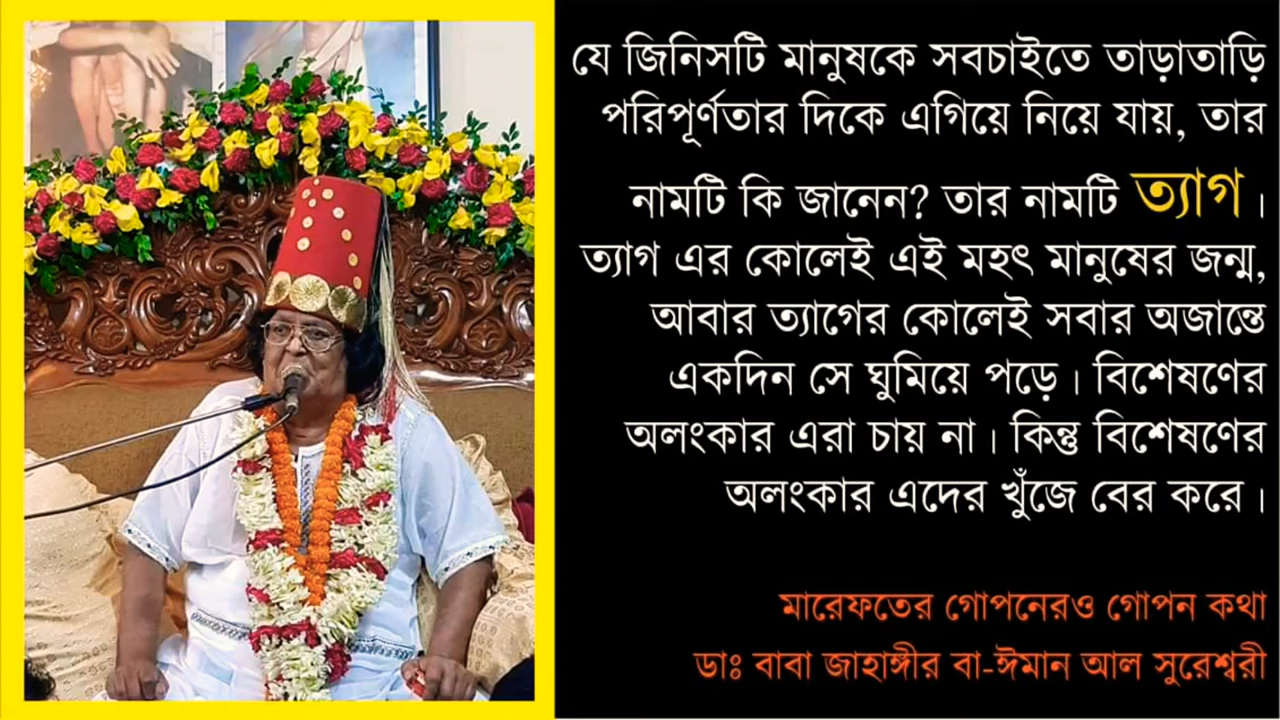 যে জিনিসটি মানুষকে সবচাইতে তাড়াতাড়ি
পরিপূর্ণতার দিকে এগিয়ে নিয়ে যায়, তার
নামটি কি জানেন? তার নামটি ত্যাগ।
ত্যাগ এর কোলেই এই মহৎ মানুষের জন্ম,
আবার ত্যাগের কোলেই সবার অজান্তে
একদিন সে ঘুমিয়ে পড়ে। বিশেষণের
অলংকার এরা চায় না। কিন্তু বিশেষণের
অলংকার এদের খুঁজে বের করে।
মারেফতের গোপনেরও গোপন কথা
ডাঃ বাবা জাহাঙ্গীর বা-ঈমান আল সুরেশ্বরী